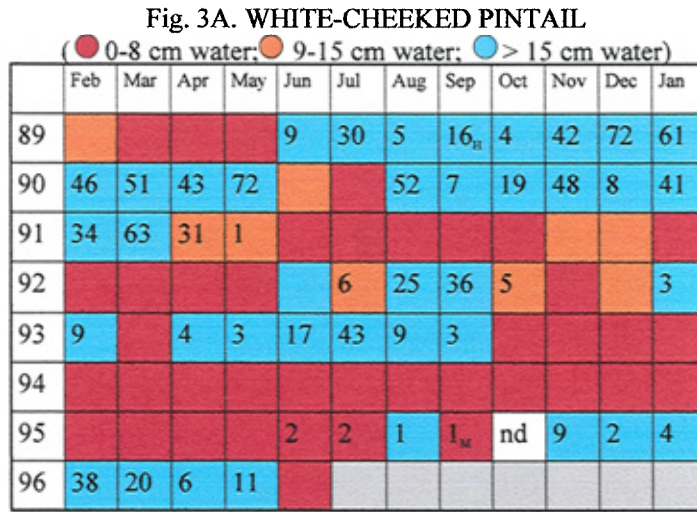 Fig. 3A. WHITE-CHEEKED PINTAIL
( 0-8 cm water; 9-15 cm water; > 15 cm water)
Feb Mar Apr May Jun Jul Aug Sep Oct Nov Dec Jan
89 9 30 5 16H 4 42 72 61
90 46 51 43 72 52 7 19 48 8 41
91 34 63 31 1
92 6 25 36 5 3
93 9 4 3 17 43 9 3
94
95 2 2 1 1M nd 9 2 4
96 38 20 6 11